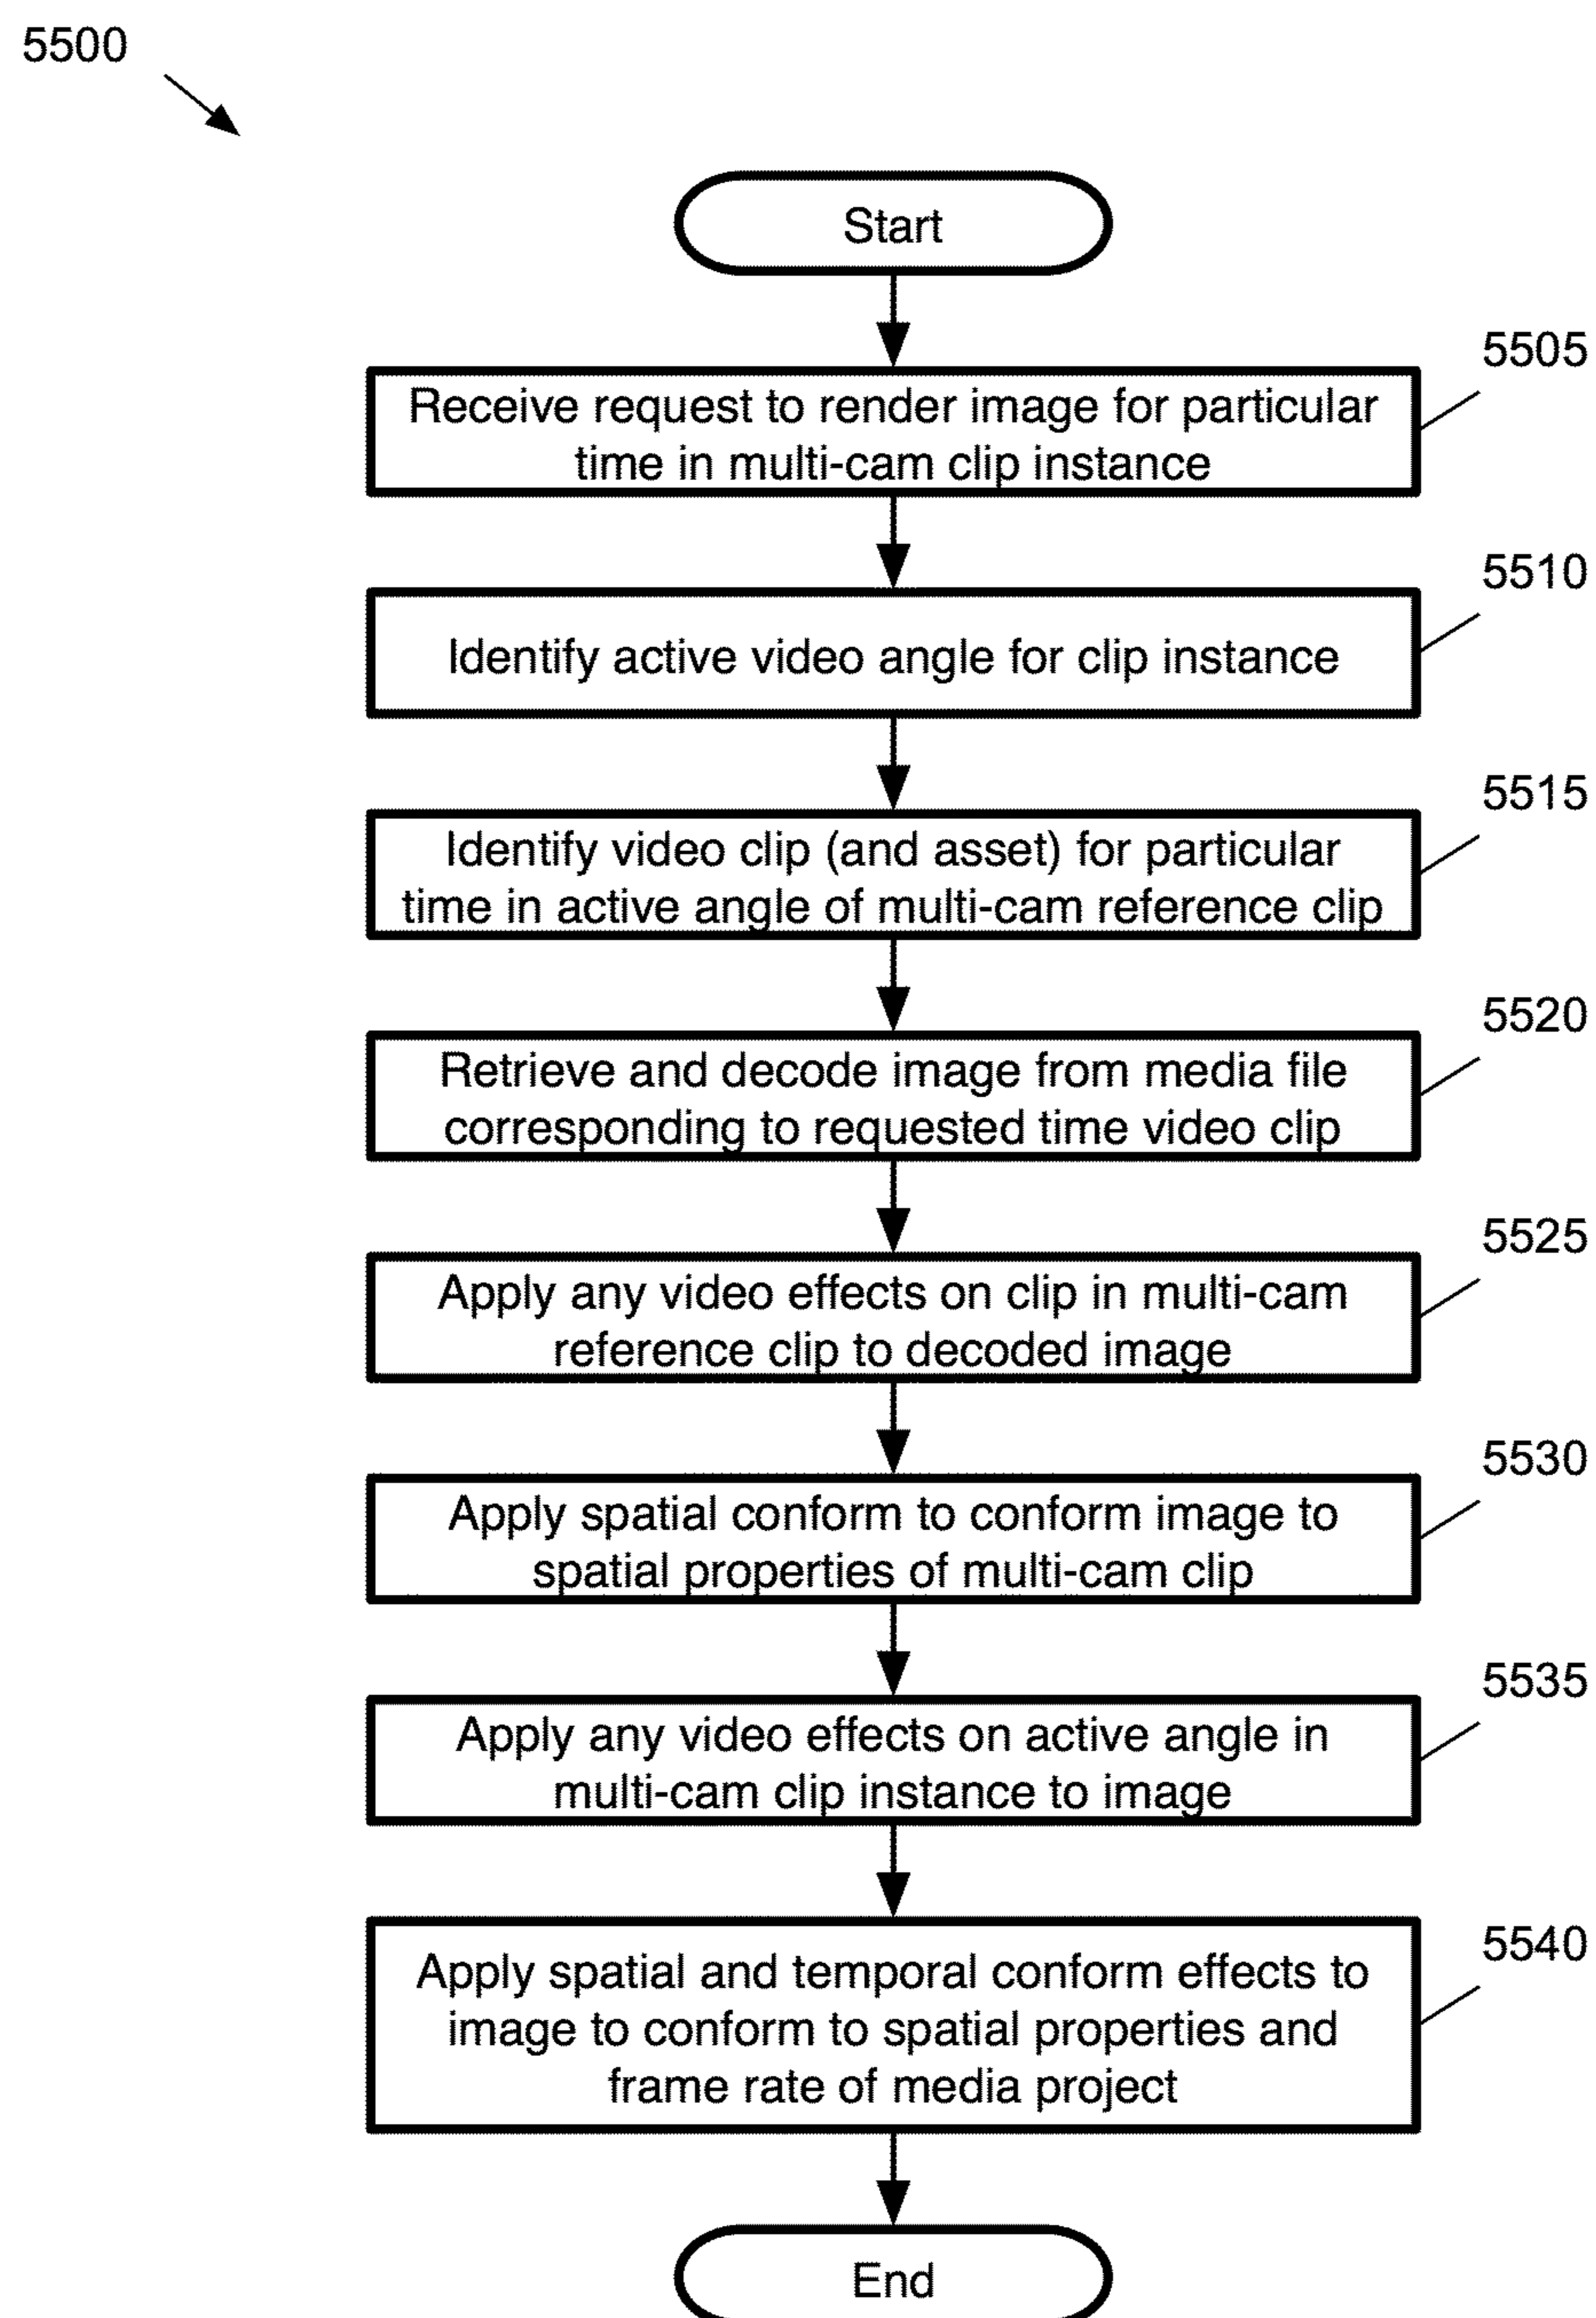 5500
Start
5505
Receive request to render image for particular
time in multi-cam clip instance
5510
Identify active video angle for clip instance
5515
Identify video clip (and asset) for particular
time in active angle of multi-cam reference clip
5520
Retrieve and decode image from media file
corresponding to requested time video clip
5525
Apply any video effects on clip in multi-cam
reference clip to decoded image
5530
Apply spatial conform to conform image to
spatial properties of multi-cam clip
5535
Apply any video effects on active angle in
multi-cam clip instance to image
5540
Apply spatial and temporal conform effects to
image to conform to spatial properties and
frame rate of media project
End